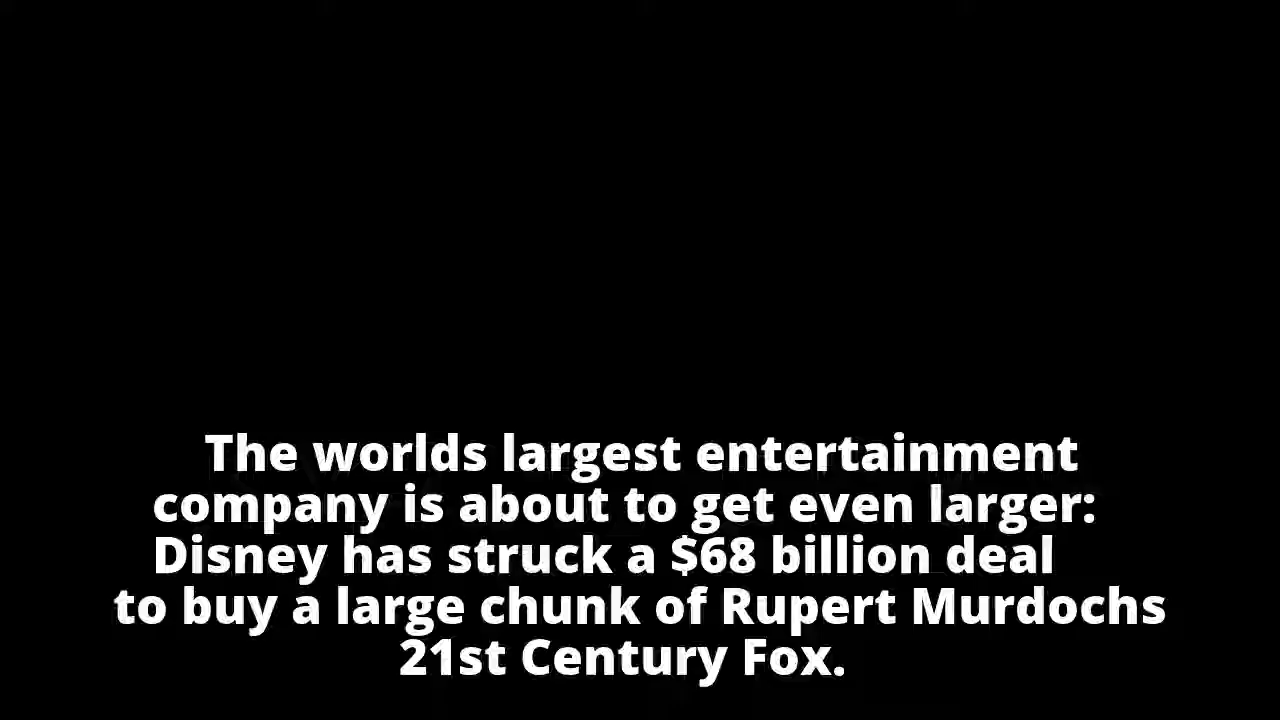 The worlds largest entertainment
company is about to get even larger:
Disney has struck a $68 billion deal
to buy a large chunk of Rupert Murdochs
21st Century Fox.